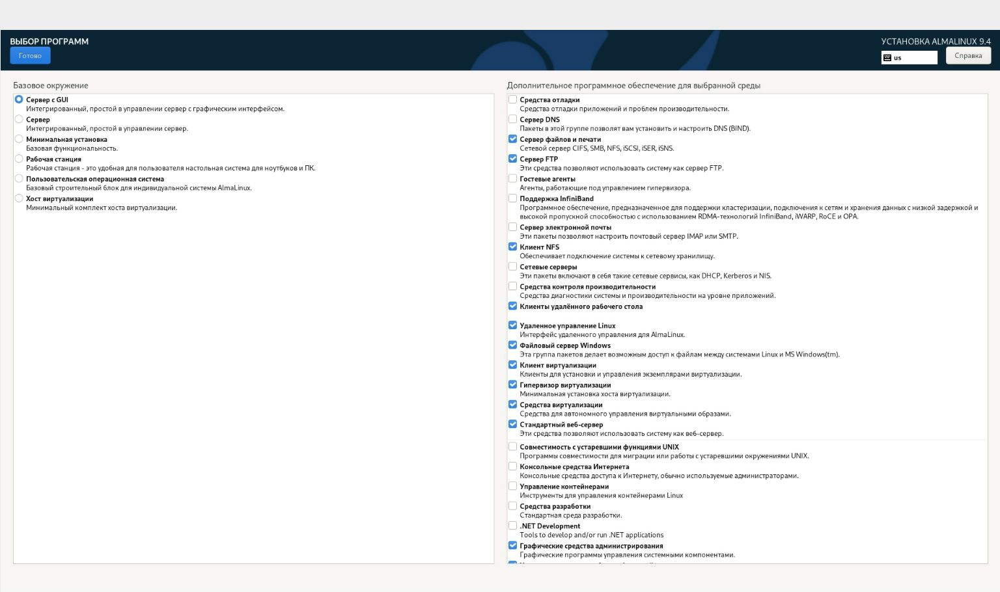 ВЫБОР ПРОГРАММ
Готово
УСТАНОВКА ALMALINUX 9.4
us
Справка
Базовое окружение
Сервер с GUI
Интегрированный, простой в управлении сервер с графическим интерфейсом.
Сервер
Интегрированный, простой в управлении сервер.
Минимальная установка
Базовая функциональность.
Рабочая станция
Рабочая станция - это удобная для пользователя настольная система для ноутбуков и ПК.
Пользовательская операционная система
Базовый строительный блок для индивидуальной системы AlmaLinux.
Хост виртуализации
Минимальный комплект хоста виртуализации.
Дополнительное программное обеспечение для выбранной среды
Средства отладки
Средства отладки приложений и проблем производительности.
Сервер DNS
Пакеты в этой группе позволят вам установить и настроить DNS (BIND).
Сервер файлов и печати
Сетевой сервер CIFS, SMB, NFS, iSCSI, iSER, iSNS.
Сервер FTP
Эти средства позволяют использовать систему как сервер FTP.
Гостевые агенты
Агенты, работающие под управлением гипервизора.
Поддержка InfiniBand
Программное обеспечение, предназначенное для поддержки кластеризации, подключения к сетям и хранения данных с низкой задержкой и
высокой пропускной способностью с использованием RDMA-технологий InfiniBand, iWARP, RoCE и OPA.
Сервер электронной почты
Эти пакеты позволяют настроить почтовый сервер IMAP или SMTP.
Клиент NFS
Обеспечивает подключение системы к сетевому хранилищу.
Сетевые серверы
Эти пакеты включают в себя такие сетевые сервисы, как DHCP, Kerberos и NIS.
Средства контроля производительности
Средства диагностики системы и производительности на уровне приложений.
Клиенты удалённого рабочего стола
Удаленное управление Linux
Интерфейс удаленного управления для AlmaLinux.
Файловый сервер Windows
Эта группа пакетов делает возможным доступ к файлам между системами Linux и MS Windows(tm).
Клиент виртуализации
Клиенты для установки и управления экземплярами виртуализации.
Гипервизор виртуализации
Минимальная установка хоста виртуализации.
Средства виртуализации
Средства для автономного управления виртуальными образами.
Стандартный веб-сервер
Эти средства позволяют использовать систему как веб-сервер.
Совместимость с устаревшими функциями UNIX
Программы совместимости для миграции или работы с устаревшими окружениями UNIX.
Консольные средства Интернета
Консольные средства доступа к Интернету, обычно используемые администраторами.
Управление контейнерами
Инструменты для управления контейнерами Linux
Средства разработки
Стандартная среда разработки.
.NET Development
Tools to develop and/or run .NET applications
Графические средства администрирования
Графические программы управления системными компонентами.